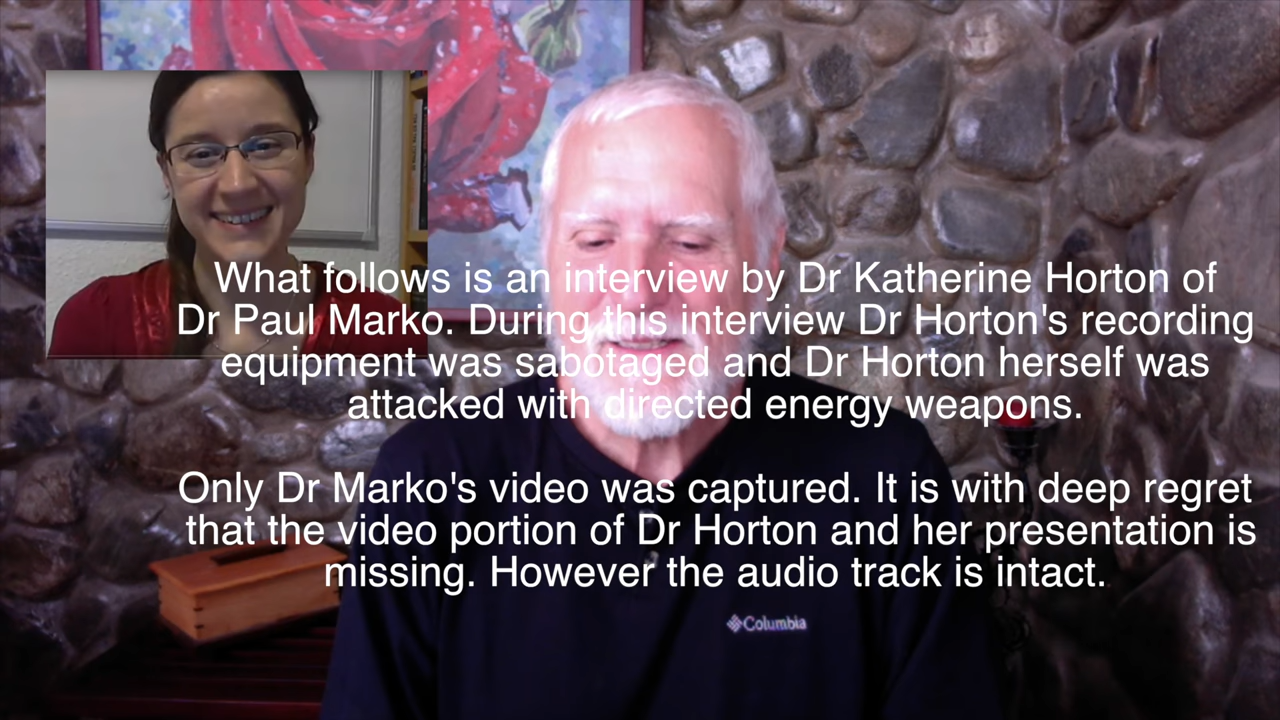 What follows is an interview by Dr Katherine Horton of
Dr Paul Marko. During this interview Dr Horton's recording
equipment was sabotaged and Dr Horton herself was
attacked with directed energy weapons.
Only Dr Marko's video was captured. It is with deep regret
that the video portion of Dr Horton and her presentation is
missing. However the audio track is intact.
Columbia